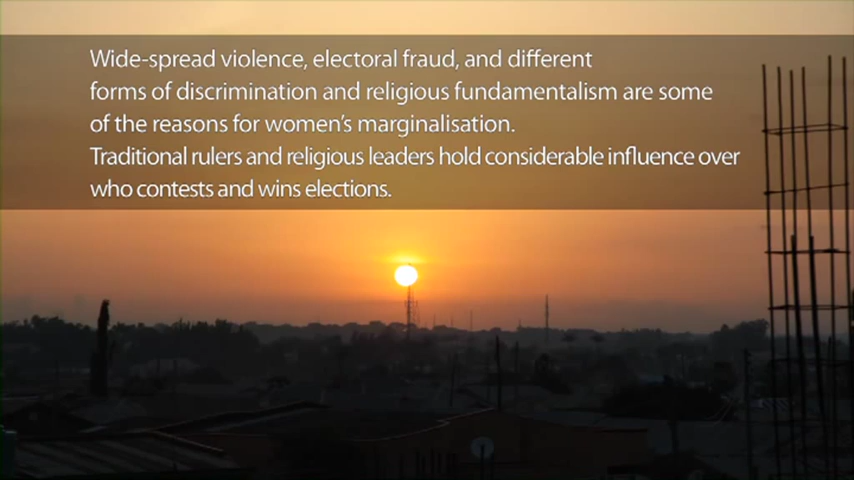 Wide-spread violence, electoral fraud, and different
forms of discrimination and religious fundamentalism are some
of the reasons for women's marginalisation.
Traditional rulers and religious leaders hold considerable influence over
who contests and wins elections.